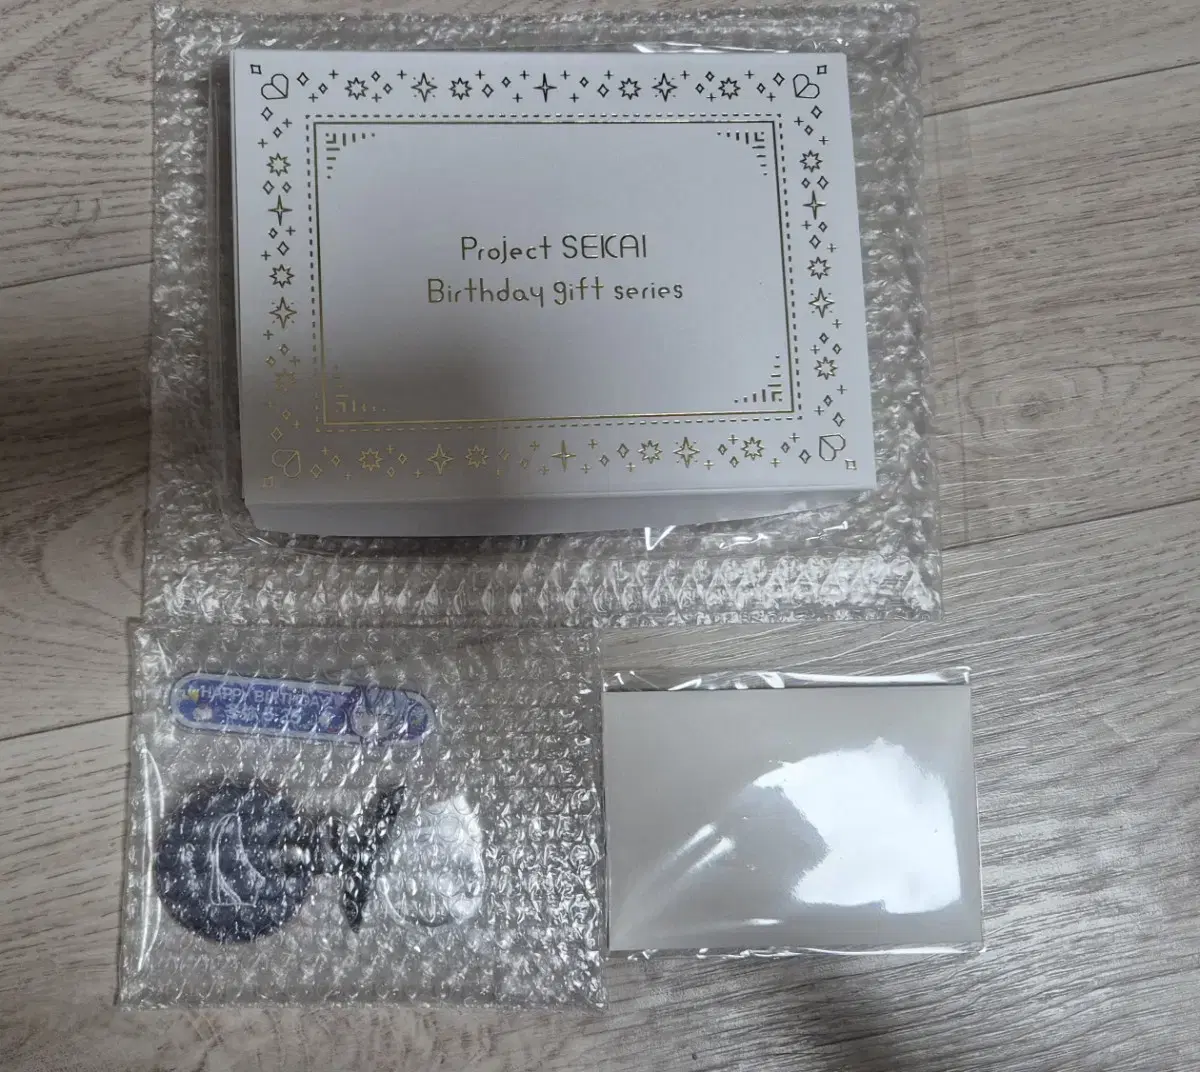 Project SEKAI
Birthday gift series
HAPPY BIRTHDAY